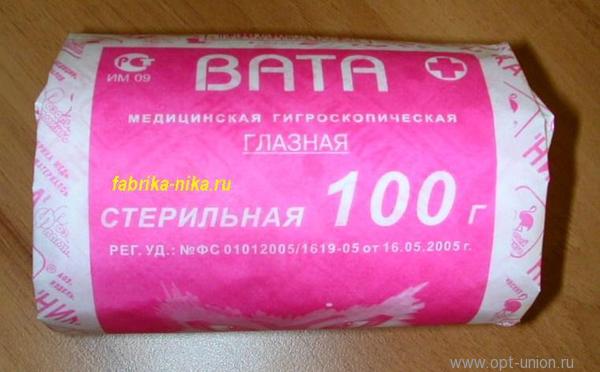 ВАТА
ИМ 09
МЕДИЦИНСКАЯ ГИГРОСКОПИЧЕСКАЯ
ГЛАЗНАЯ
fabrika-nika.ru
СТЕРИЛЬНАЯ 100 г
РЕГ. УД.: №ФС 01012005/1619-05 от 16.05.2005 г.
www.opt-union.ru